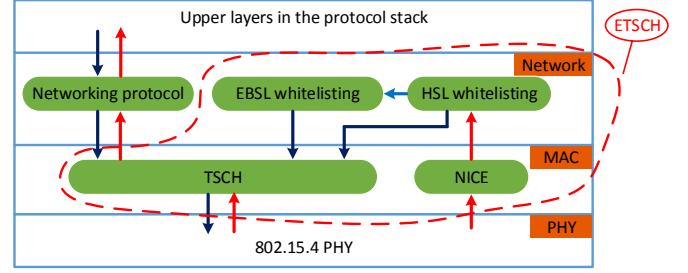 Upper layers in the protocol stack
ETSCH
Network
Networking protocol
EBSL whitelisting
HSL whitelisting
MAC
TSCH
NICE
PHY
802.15.4 PHY